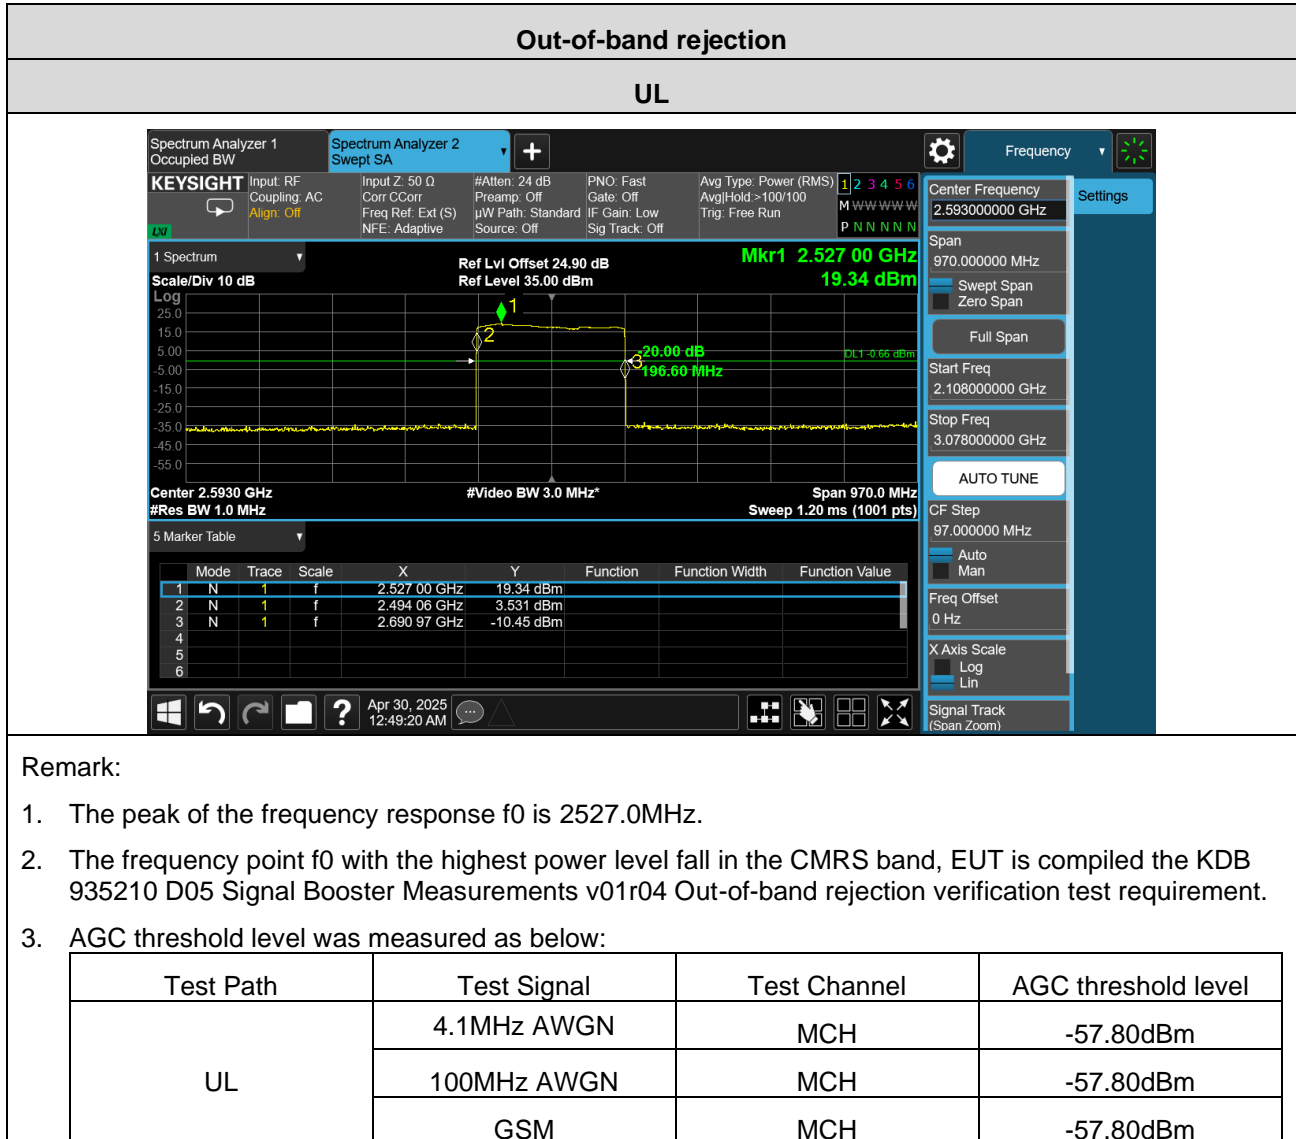 Out-of-band rejection
UL
Spectrum Analyzer 1
Occupied BW
Spectrum Analyzer 2
Swept SA
Frequency
KEYSIGHT
LXI
Input: RF
Coupling: AC
Align: Off
Input Z: 50 Ω
Corr CCorr
Freq Ref: Ext (S)
NFE: Adaptive
#Atten: 24 dB
Preamp: Off
µW Path: Standard
Source: Off
PNO: Fast
Gate: Off
IF Gain: Low
Sig Track: Off
Avg Type: Power (RMS)
Avg|Hold:>100/100
Trig: Free Run
1 2 3 4 5 6
M W W W W W
P N N N N N
1 Spectrum
Scale/Div 10 dB
Ref Lvl Offset 24.90 dB
Ref Level 35.00 dBm
Mkr1 2.527 00 GHz
19.34 dBm
Log
25.0
15.0
5.00
-5.00
-15.0
-25.0
-35.0
-45.0
-55.0
1
2
3
-20.00 dB
196.60 MHz
DL1 -0.66 dBm
Center 2.5930 GHz
#Res BW 1.0 MHz
#Video BW 3.0 MHz*
Span 970.0 MHz
Sweep 1.20 ms (1001 pts)
5 Marker Table
Mode Trace Scale X Y Function Function Width Function Value
1 N 1 f 2.527 00 GHz 19.34 dBm
2 N 1 f 2.494 06 GHz 3.531 dBm
3 N 1 f 2.690 97 GHz -10.45 dBm
4
5
6
?
Apr 30, 2025
12:49:20 AM
Center Frequency
2.593000000 GHz
Settings
Span
970.000000 MHz
Swept Span
Zero Span
Full Span
Start Freq
2.108000000 GHz
Stop Freq
3.078000000 GHz
AUTO TUNE
CF Step
97.000000 MHz
Auto
Man
Freq Offset
0 Hz
X Axis Scale
Log
Lin
Signal Track
(Span Zoom)
Remark:
1. The peak of the frequency response f0 is 2527.0MHz.
2. The frequency point f0 with the highest power level fall in the CMRS band, EUT is compiled the KDB
935210 D05 Signal Booster Measurements v01r04 Out-of-band rejection verification test requirement.
3. AGC threshold level was measured as below:
Test Path Test Signal Test Channel AGC threshold level
UL
4.1MHz AWGN MCH -57.80dBm
100MHz AWGN MCH -57.80dBm
GSM MCH -57.80dBm